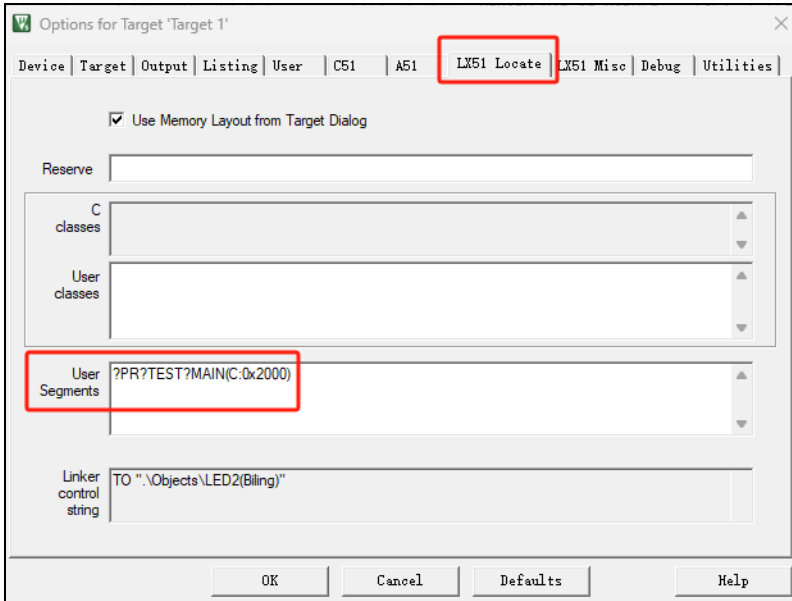 Options for Target 'Target 1'
Device Target Output Listing User C51 A51 LX51 Locate LX51 Misc Debug Utilities
Use Memory Layout from Target Dialog
Reserve
C
classes
User
classes
User
Segments
?PR?TEST?MAIN(C:0x2000)
Linker
control
string
TO ".\Objects\LED2(Biling)"
OK Cancel Defaults Help